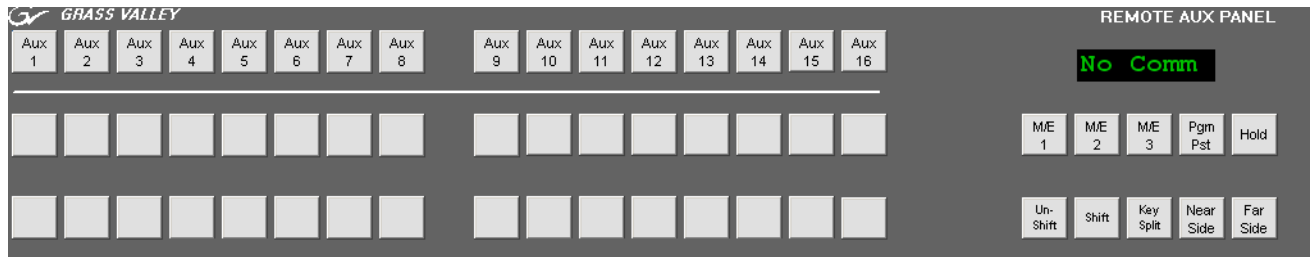 GRASS VALLEY
REMOTE AUX PANEL
Aux 1
Aux 2
Aux 3
Aux 4
Aux 5
Aux 6
Aux 7
Aux 8
Aux 9
Aux 10
Aux 11
Aux 12
Aux 13
Aux 14
Aux 15
Aux 16
No Comm
M/E 1
M/E 2
M/E 3
Pgm
Pst
Hold
Un-
Shift
Shift
Key
Split
Near
Side
Far
Side